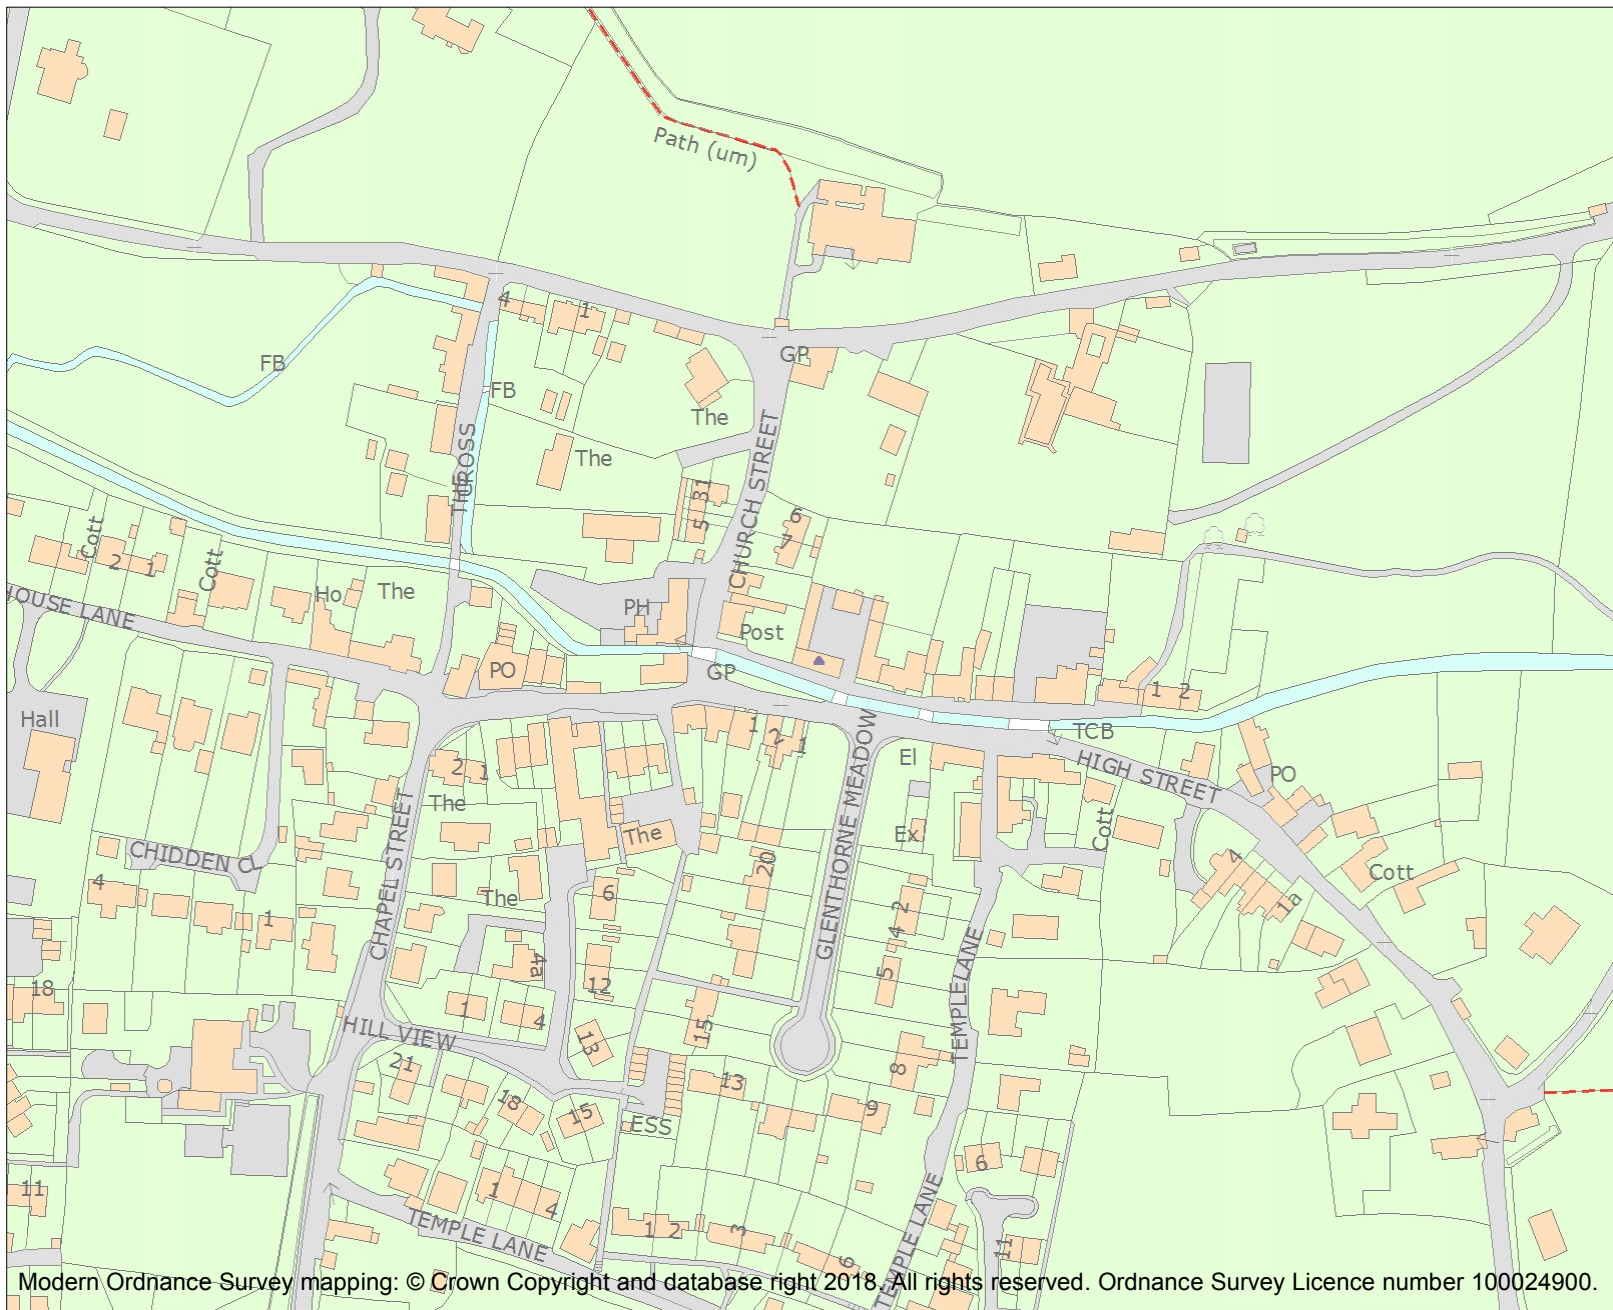 Path (um)
4
1
FB
FB
GP
The
The
CHURCH STREET
31
5
6
7
Cott
2
1
Cott
Ho
The
HOUSE LANE
PH
Post
PO
GP
1
2
TCB
Hall
1
2
1
El
HIGH STREET
PO
2
1
The
GLENTHORNE MEADOW
Ex
Cott
The
20
CHIDDEN CL
4
1
CHAPEL STREET
The
6
2
4
4
Cott
1a
4a
12
5
TEMPLE LANE
18
1
4
HILL VIEW
13
15
21
18
15
13
8
9
ESS
11
1
4
6
TEMPLE LANE
1
2
3
6
11
TEMPLE LANE
Modern Ordnance Survey mapping: © Crown Copyright and database right 2018. All rights reserved. Ordnance Survey Licence number 100024900.